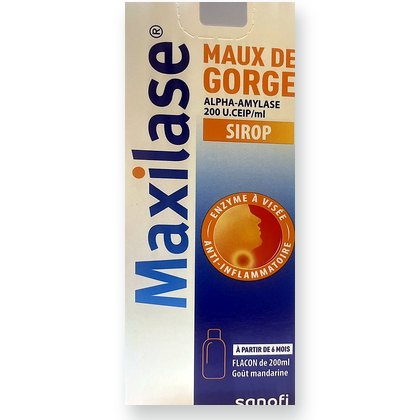 Maxilase®
MAUX DE
GORGE
ALPHA-AMYLASE
200 U.CEIP/ml
SIROP
ENZYME À VISÉE
ANTI-INFLAMMATOIRE
À PARTIR DE 6 MOIS
FLACON de 200ml
Goût mandarine
sanofi